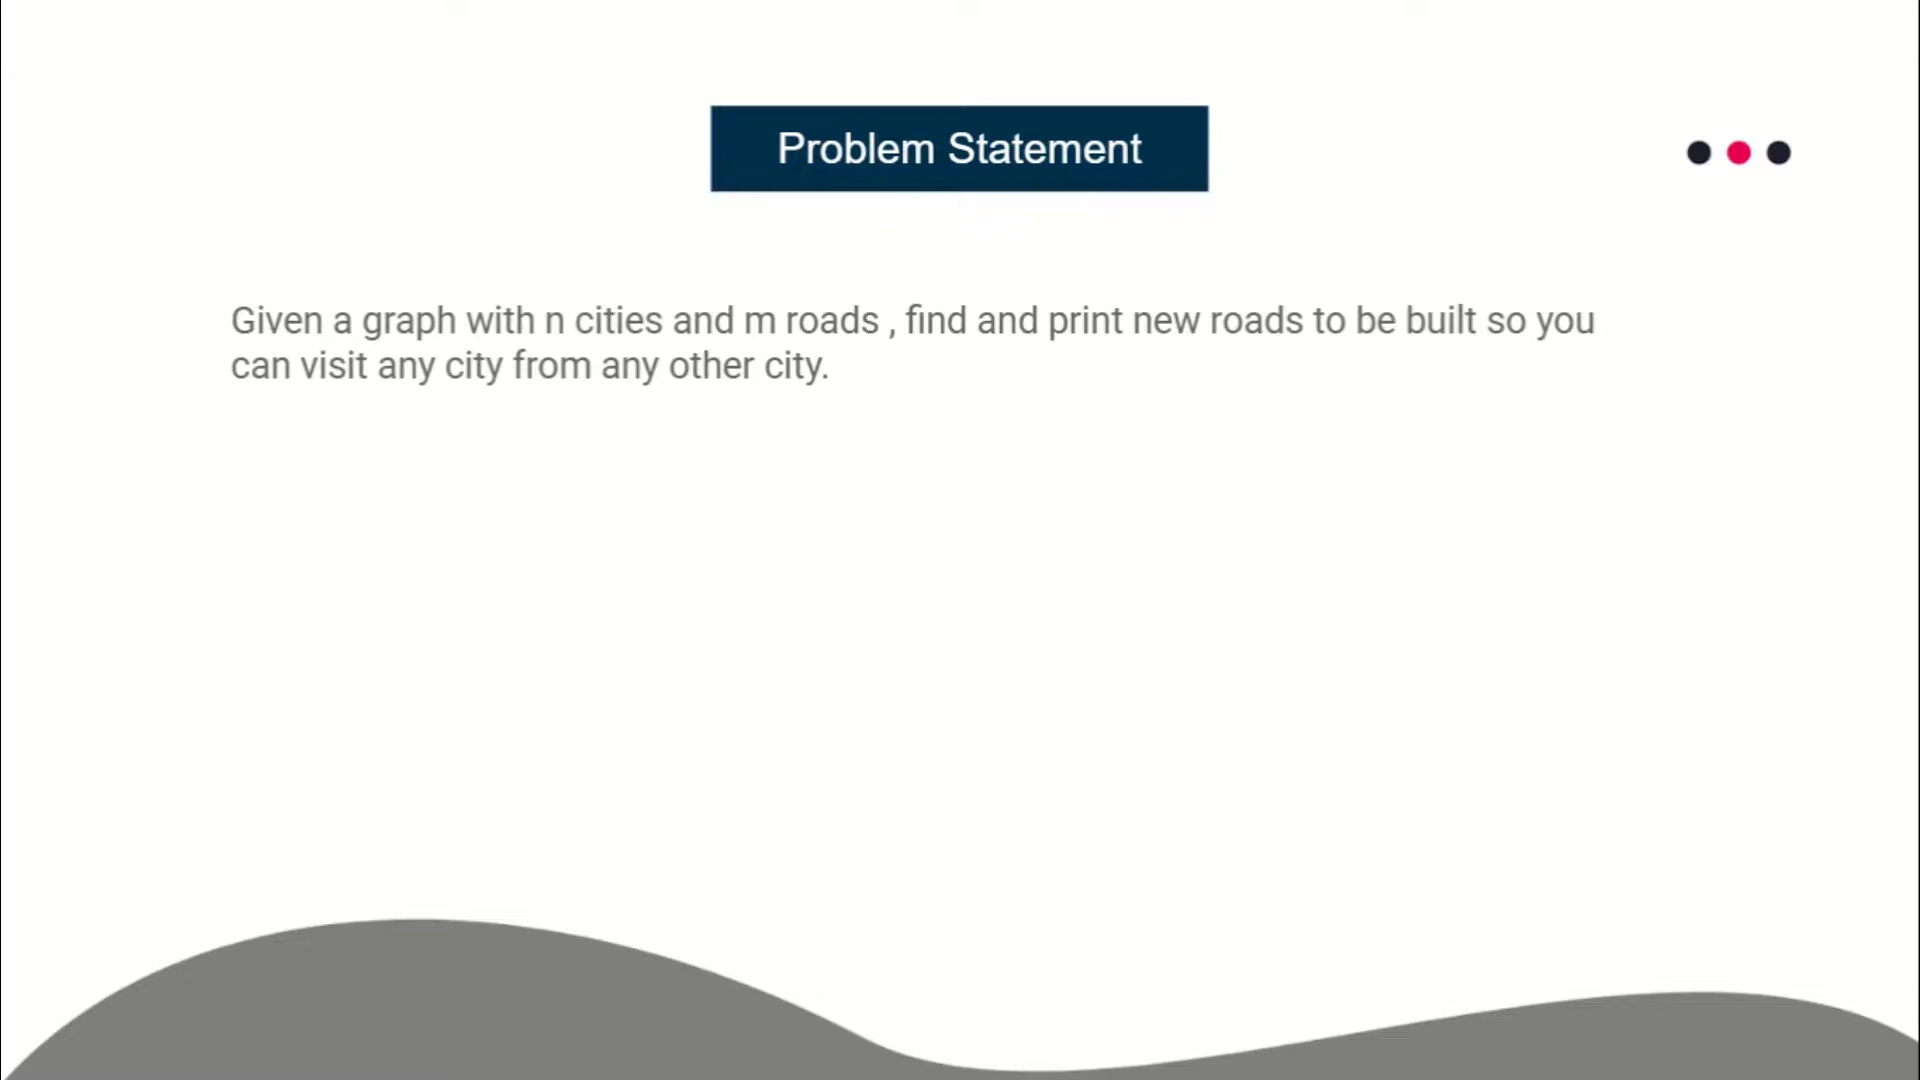 Problem Statement
Given a graph with n cities and m roads , find and print new roads to be built so you
can visit any city from any other city.